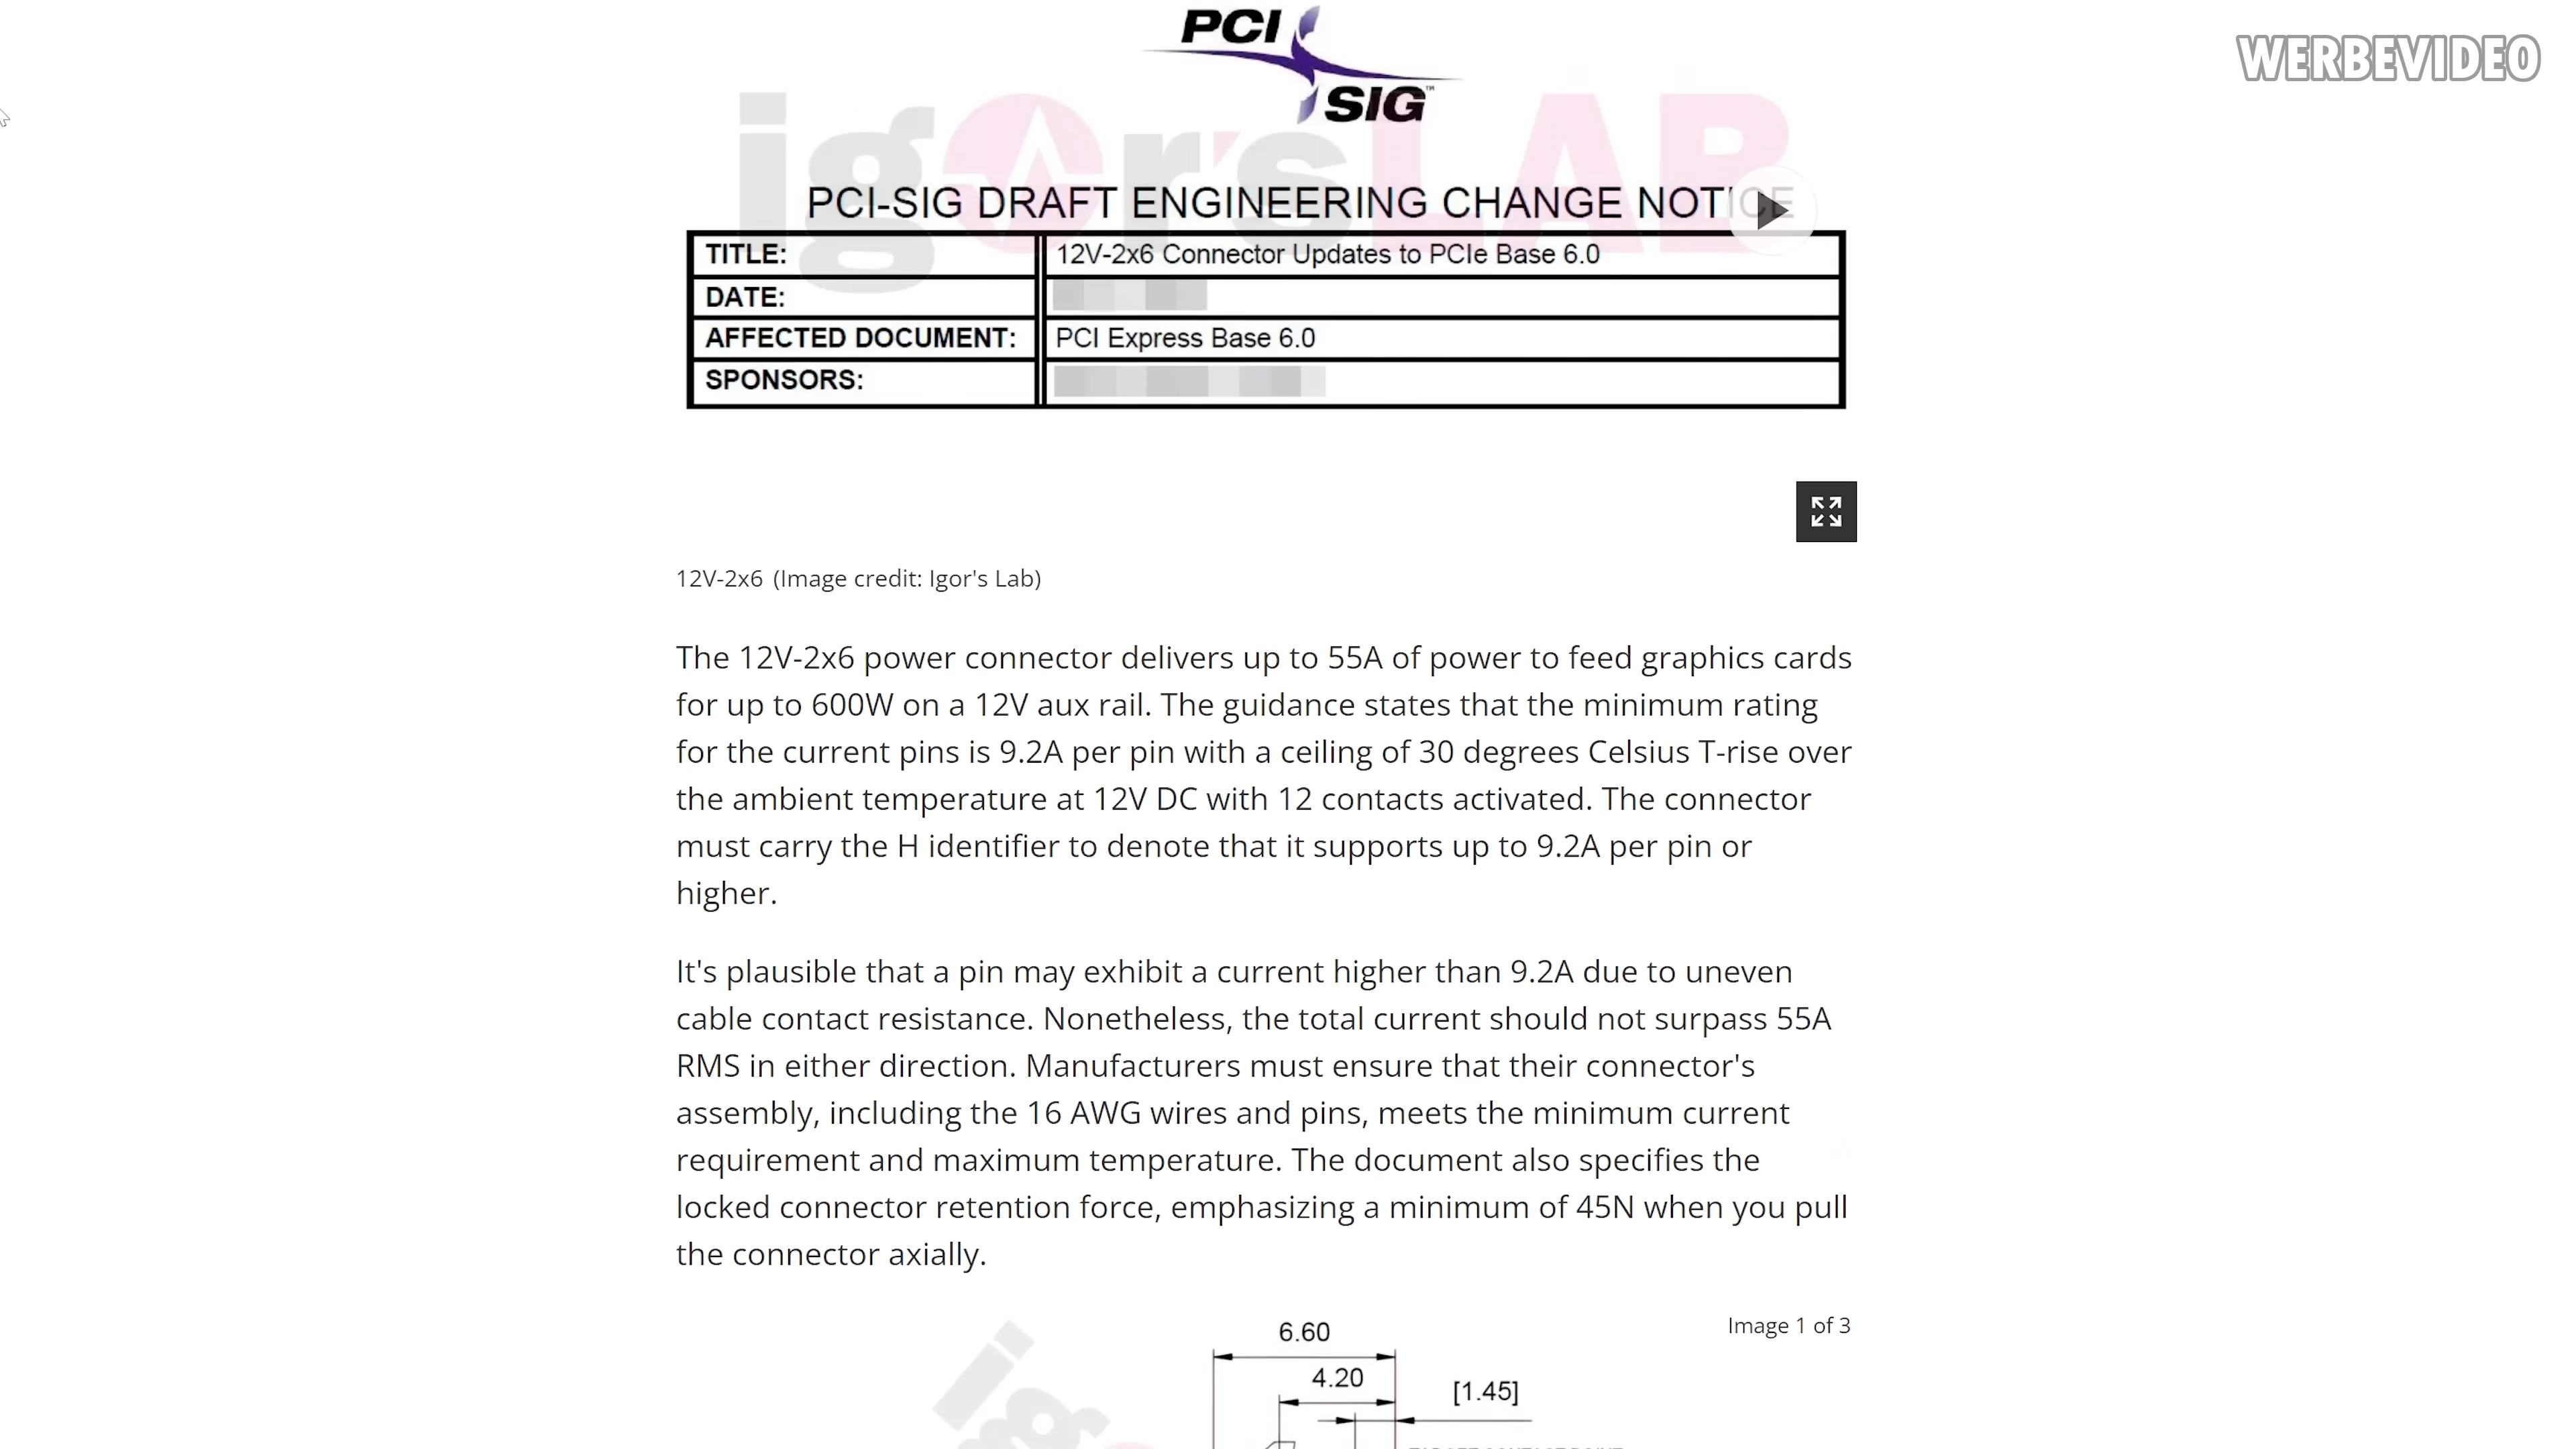 PCI
SIG™
WERBEVIDEO
igor'sLAB
PCI-SIG DRAFT ENGINEERING CHANGE NOTICE
TITLE: 12V-2x6 Connector Updates to PCIe Base 6.0
DATE:
AFFECTED DOCUMENT: PCI Express Base 6.0
SPONSORS:
12V-2x6 (Image credit: Igor's Lab)
The 12V-2x6 power connector delivers up to 55A of power to feed graphics cards
for up to 600W on a 12V aux rail. The guidance states that the minimum rating
for the current pins is 9.2A per pin with a ceiling of 30 degrees Celsius T-rise over
the ambient temperature at 12V DC with 12 contacts activated. The connector
must carry the H identifier to denote that it supports up to 9.2A per pin or
higher.
It's plausible that a pin may exhibit a current higher than 9.2A due to uneven
cable contact resistance. Nonetheless, the total current should not surpass 55A
RMS in either direction. Manufacturers must ensure that their connector's
assembly, including the 16 AWG wires and pins, meets the minimum current
requirement and maximum temperature. The document also specifies the
locked connector retention force, emphasizing a minimum of 45N when you pull
the connector axially.
Image 1 of 3
6.60
4.20
[1.45]
ig